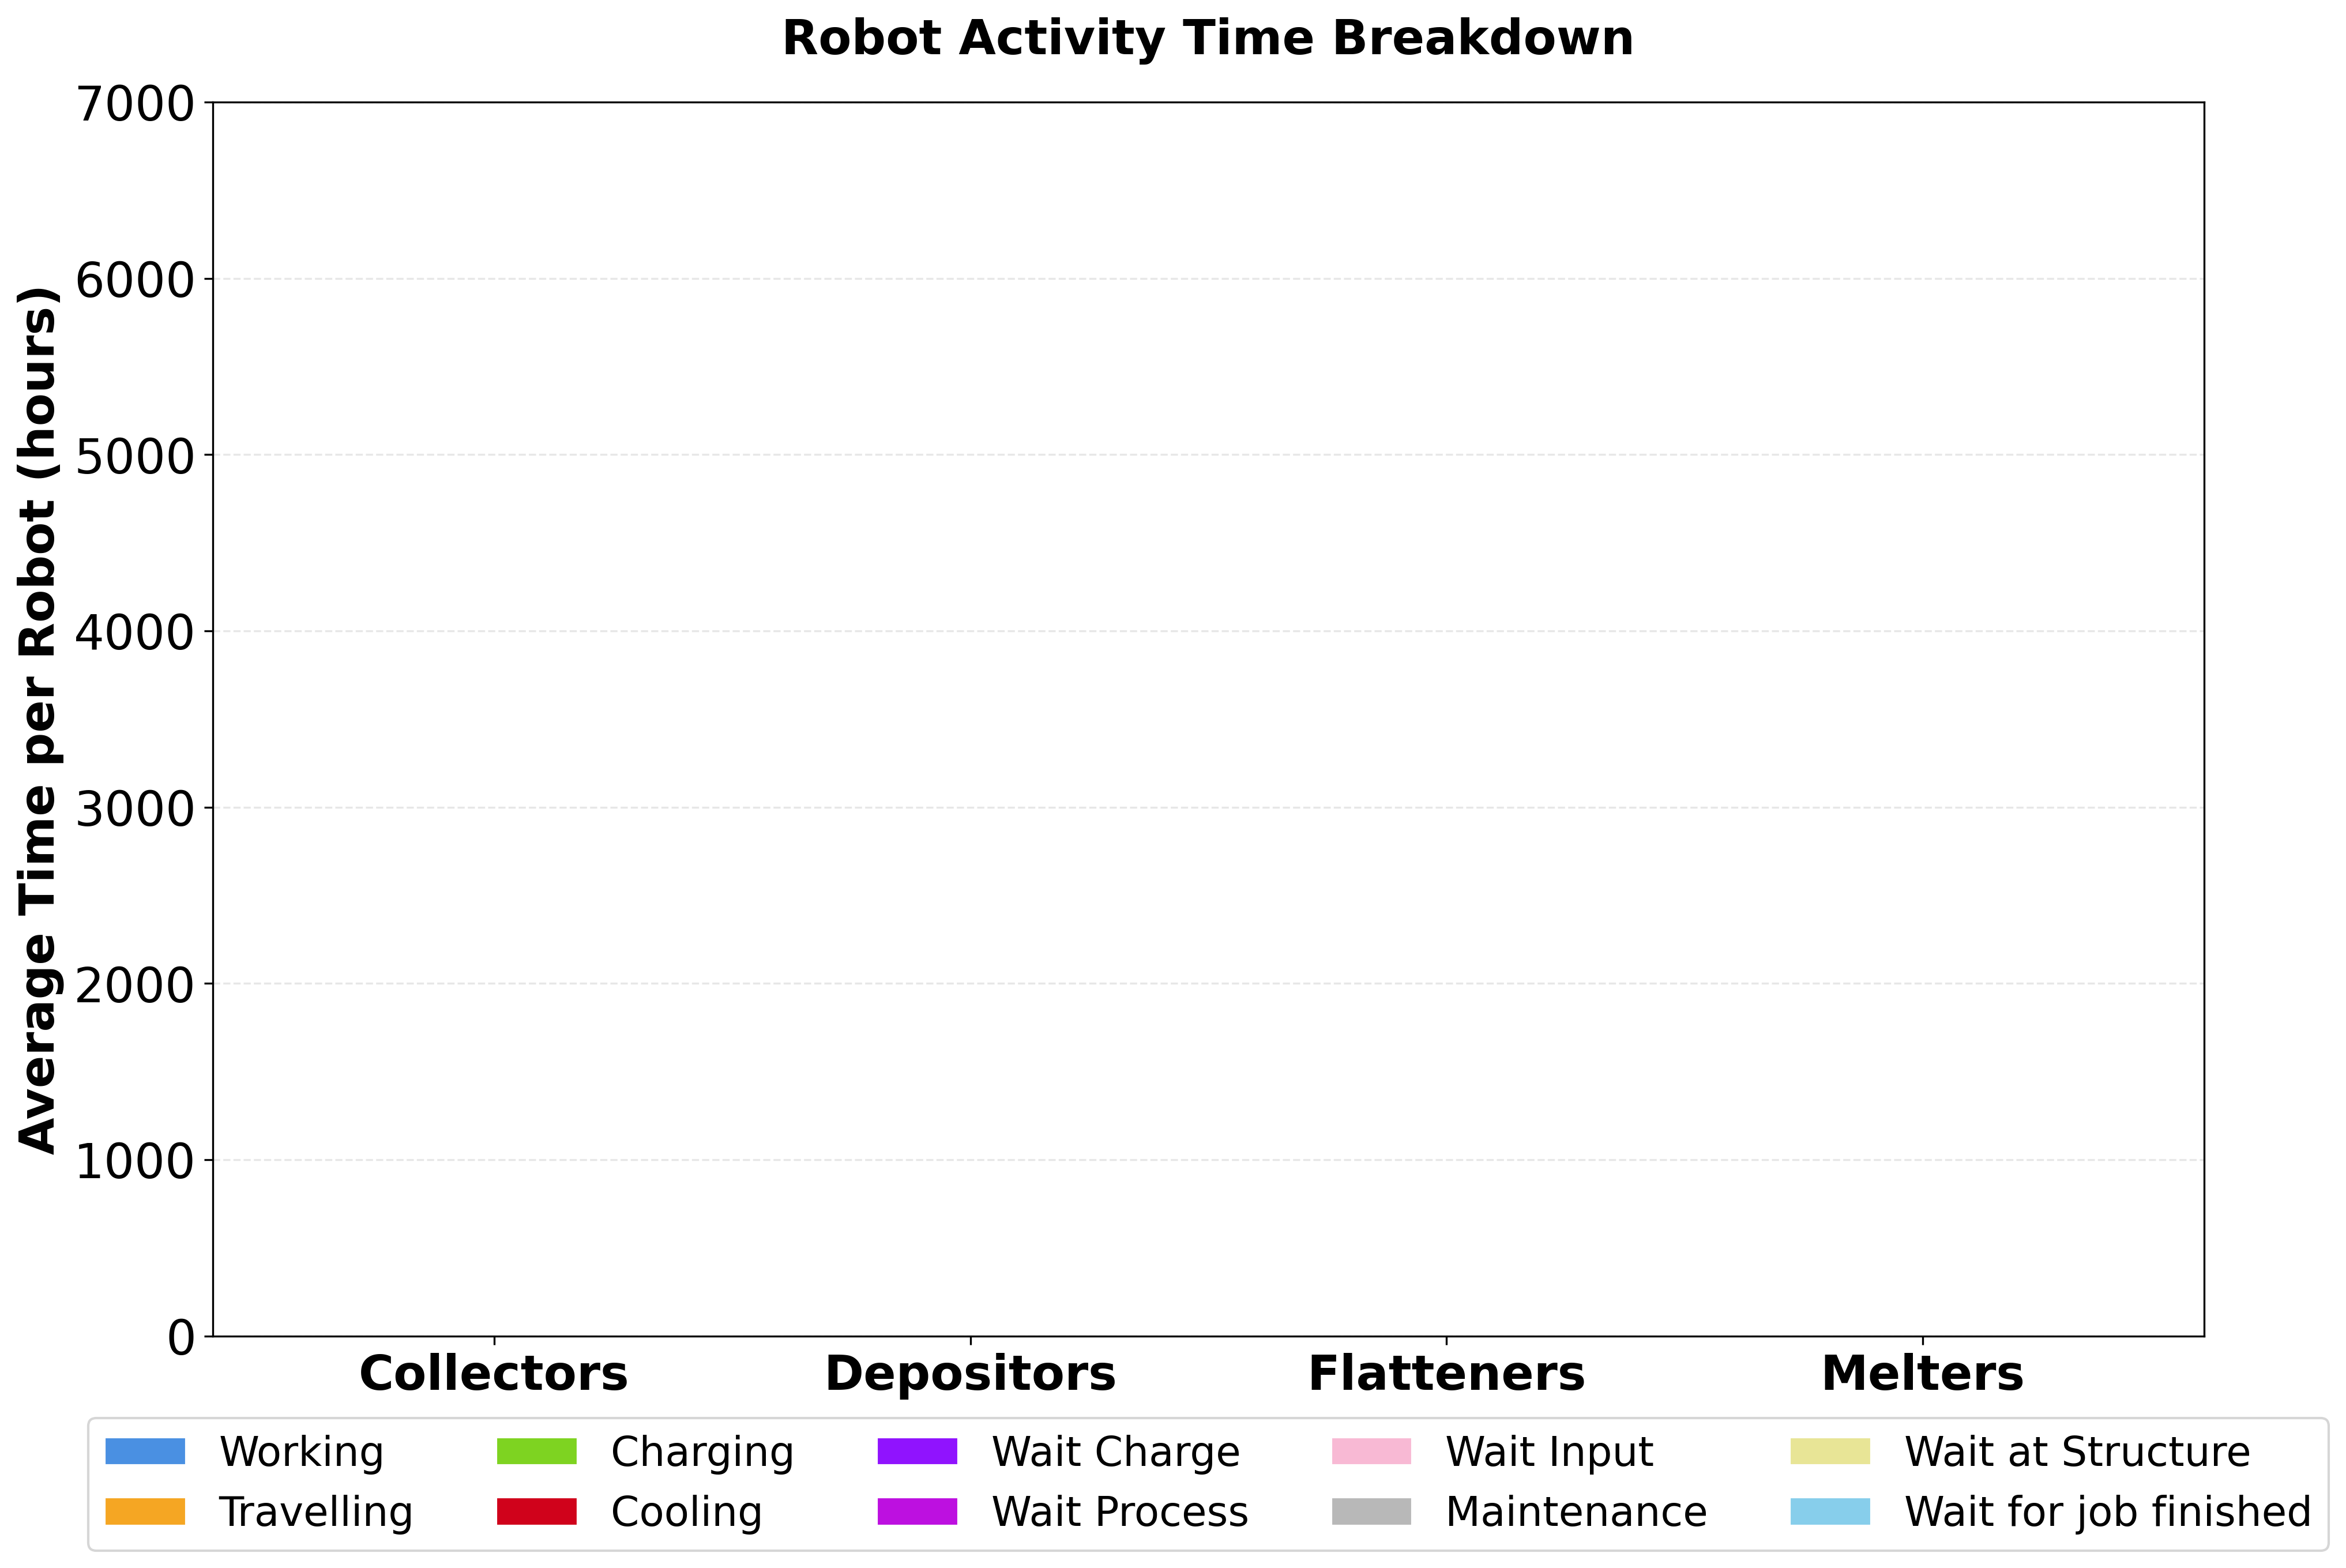 Robot Activity Time Breakdown
Average Time per Robot (hours)
7000
6000
5000
4000
3000
2000
1000
0
Collectors Depositors Flatteners Melters
Working Charging Wait Charge Wait Input Wait at Structure
Travelling Cooling Wait Process Maintenance Wait for job finished